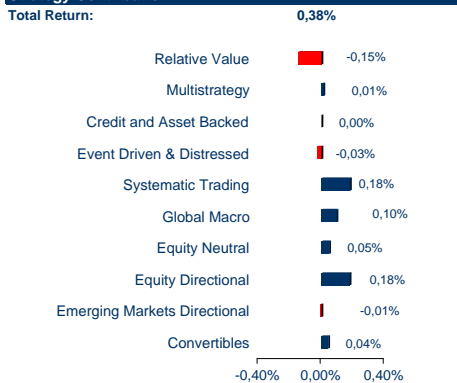 Total Return: 0,38%
Relative Value -0,15%
Multistrategy 0,01%
Credit and Asset Backed 0,00%
Event Driven & Distressed -0,03%
Systematic Trading 0,18%
Global Macro 0,10%
Equity Neutral 0,05%
Equity Directional 0,18%
Emerging Markets Directional -0,01%
Convertibles 0,04%
-0,40% 0,00% 0,40%